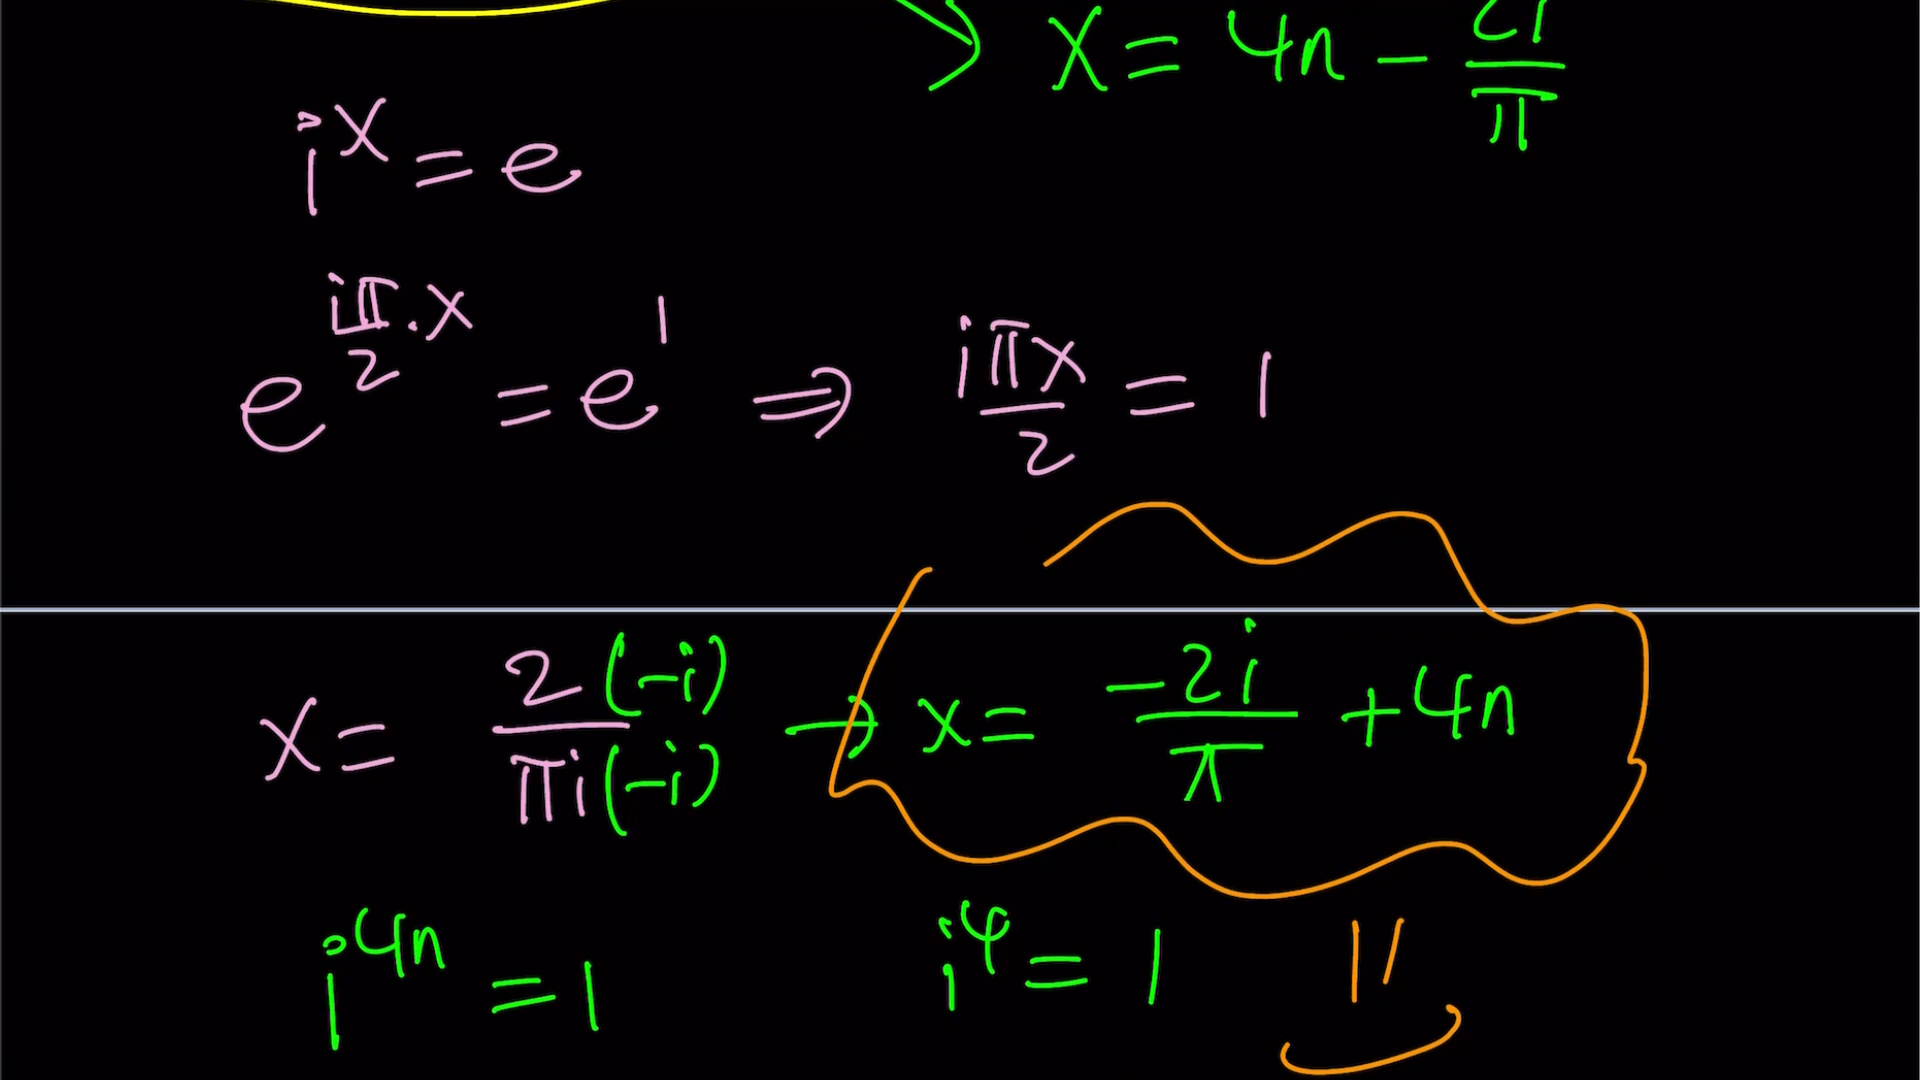 x = 4n - 2i/π
i^x = e
e^(iπ/2 . x) = e^1 ⇒ iπx/2 = 1
x = 2(-i)/πi(-i) → x = -2i/π + 4n
i^4n = 1 i^4 = 1